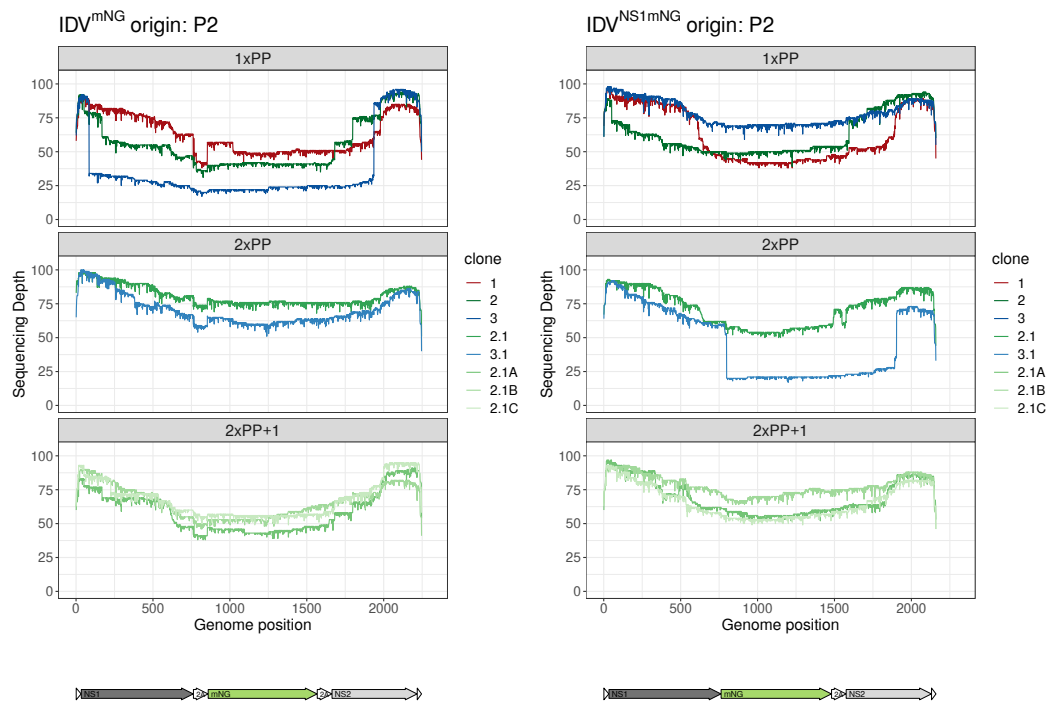 IDV^mNG origin: P2
1xPP
100
75
50
25
0
2xPP
100
75
50
25
0
2xPP+1
100
75
50
25
0
Sequencing Depth
0 500 1000 1500 2000
Genome position
clone
1
2
3
2.1
3.1
2.1A
2.1B
2.1C
NS1 2A mNG 2A NS2
IDV^NS1mNG origin: P2
1xPP
100
75
50
25
0
2xPP
100
75
50
25
0
2xPP+1
100
75
50
25
0
Sequencing Depth
0 500 1000 1500 2000
Genome position
clone
1
2
3
2.1
3.1
2.1A
2.1B
2.1C
NS1 mNG 2A NS2